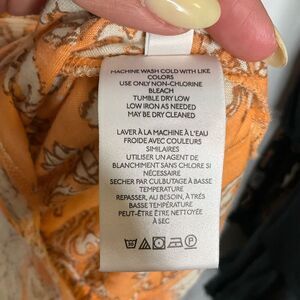 MACHINE WASH COLD WITH LIKE
COLORS
USE ONLY NON-CHLORINE
BLEACH
TUMBLE DRY LOW
LOW IRON AS NEEDED
MAY BE DRY CLEANED
LAVER À LA MACHINE À L'EAU
FROIDE AVEC COULEURS
SIMILAIRES
UTILISER UN AGENT DE
BLANCHIMENT SANS CHLORE SI
NÉCESSAIRE
SECHER PAR CULBUTAGE À BASSE
TEMPERATURE
REPASSER, AU BESOIN, À TRÈS
BASSE TEMPERATURE
PEUT-ÊTRE ÊTRE NETTOYÉE
À SEC